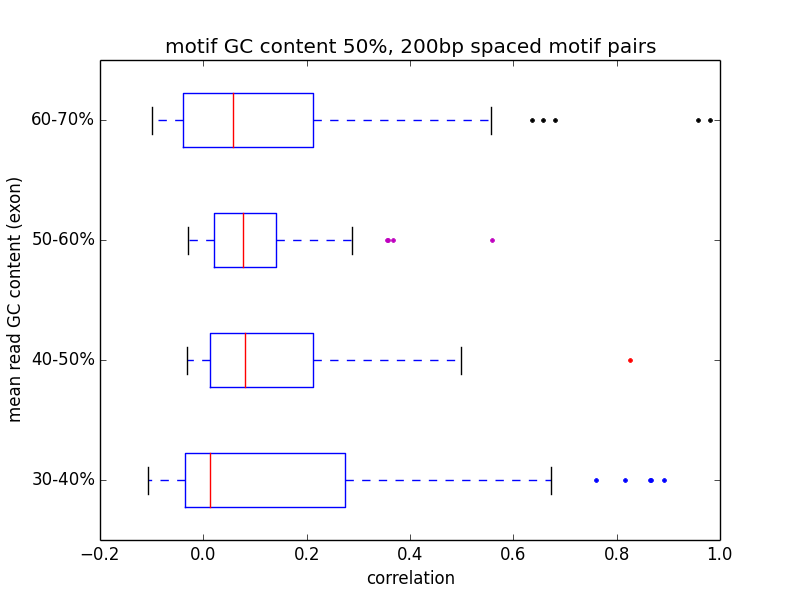 motif GC content 50%, 200bp spaced motif pairs
mean read GC content (exon)
60-70%
50-60%
40-50%
30-40%
−0.2 0.0 0.2 0.4 0.6 0.8 1.0
correlation